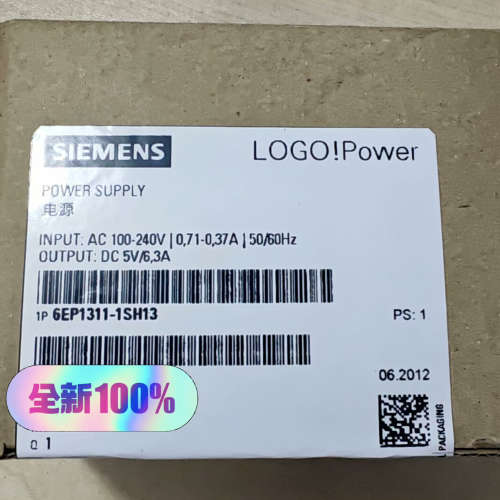 SIEMENS
LOGO!Power
POWER SUPPLY
电源
INPUT: AC 100-240V | 0,71-0,37A | 50/60Hz
OUTPUT: DC 5V/6,3A
1P 6EP1311-1SH13
PS: 1
06.2012
全新100%
PACKAGING
Q 1